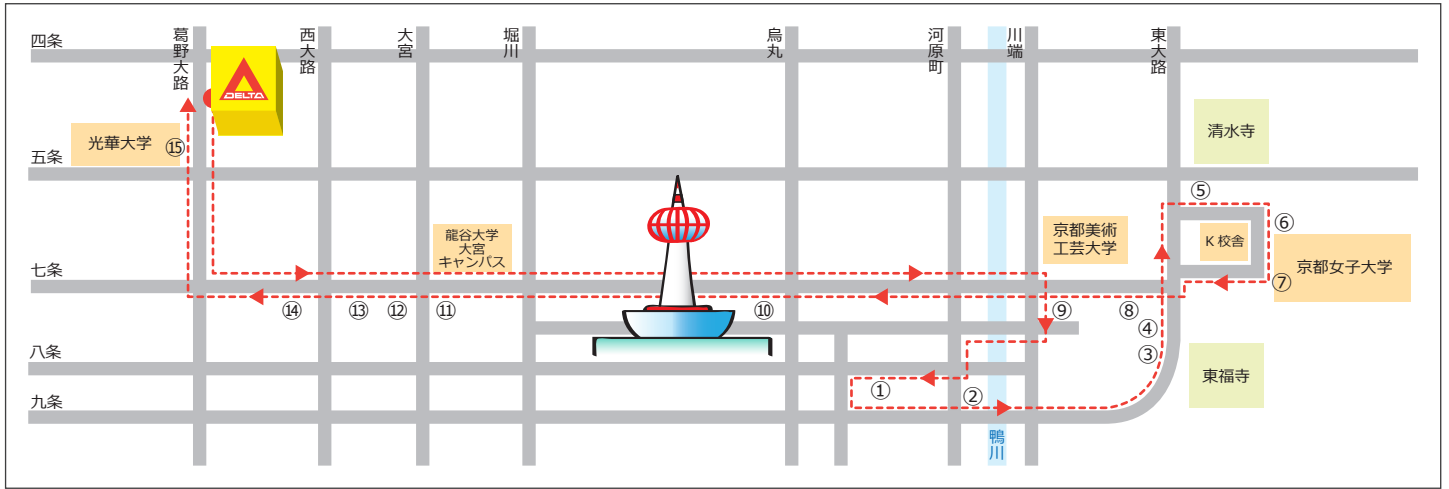 四条
葛野大路
西大路
大宮
堀川
烏丸
河原町
川端
東大路
DELTA
清水寺
光華大学
⑮
五条
⑤
龍谷大学
大宮
キャンパス
京都美術
工芸大学
K 校舎
⑥
京都女子大学
七条
⑦
⑭
⑬
⑫
⑪
⑩
⑨
⑧
④
③
八条
東福寺
①
②
九条
鴨川